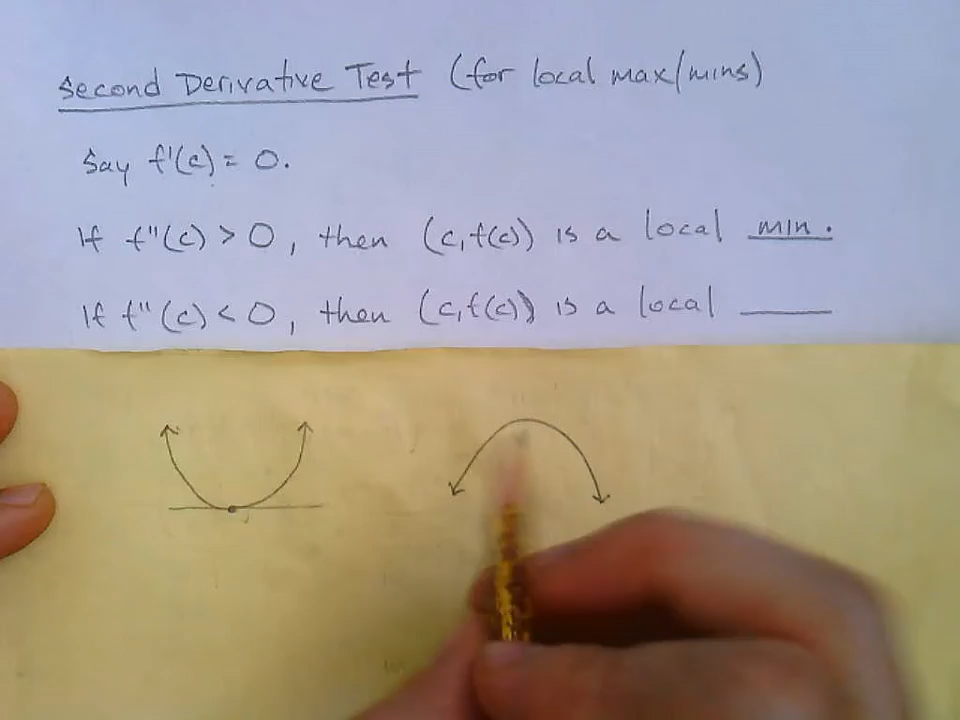 Second Derivative Test (for local max/mins)
Say f'(c) = 0.
If f"(c) > 0, then (c,f(c)) is a local min.
If f"(c) < 0, then (c,f(c)) is a local ____